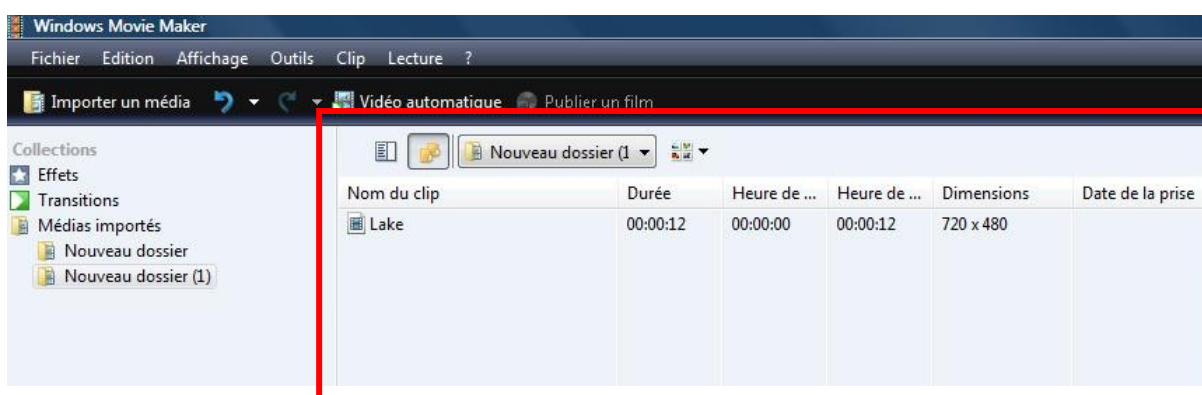 Windows Movie Maker
Fichier Edition Affichage Outils Clip Lecture ?
Importer un média Vidéo automatique Publier un film
Collections
Effets
Transitions
Médias importés
Nouveau dossier
Nouveau dossier (1)
Nouveau dossier (1
Nom du clip Durée Heure de ... Heure de ... Dimensions Date de la prise
Lake 00:00:12 00:00:00 00:00:12 720 x 480